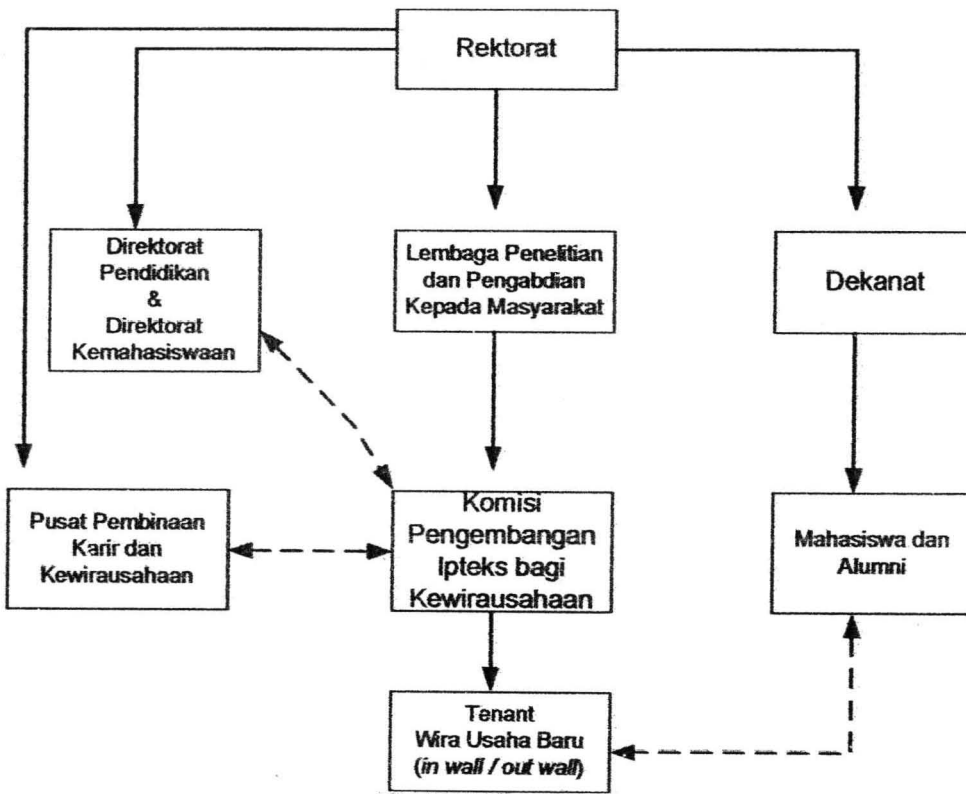 Rektorat
Direktorat
Pendidikan
&
Direktorat
Kemahasiswaan
Lembaga Penelitian
dan Pengabdian
Kepada Masyarakat
Dekanat
Pusat Pembinaan
Karir dan
Kewirausahaan
Komisi
Pengembangan
Ipteks bagi
Kewirausahaan
Mahasiswa dan
Alumni
Tenant
Wira Usaha Baru
(in wall / out wall)